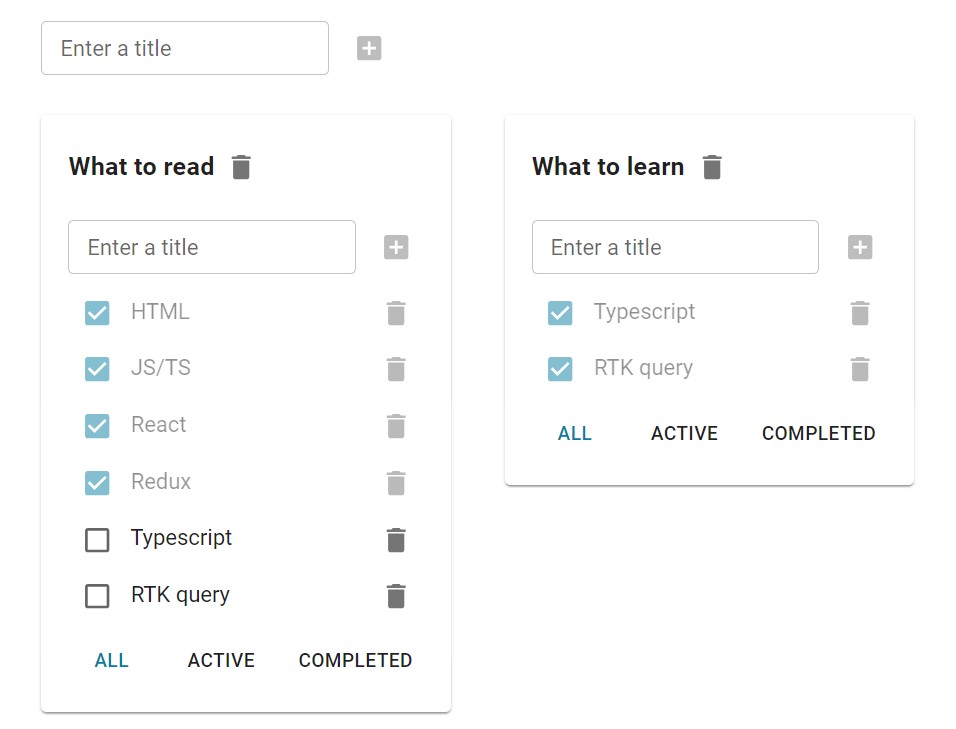 Enter a title
What to read
Enter a title
HTML
JS/TS
React
Redux
Typescript
RTK query
ALL ACTIVE COMPLETED
What to learn
Enter a title
Typescript
RTK query
ALL ACTIVE COMPLETED